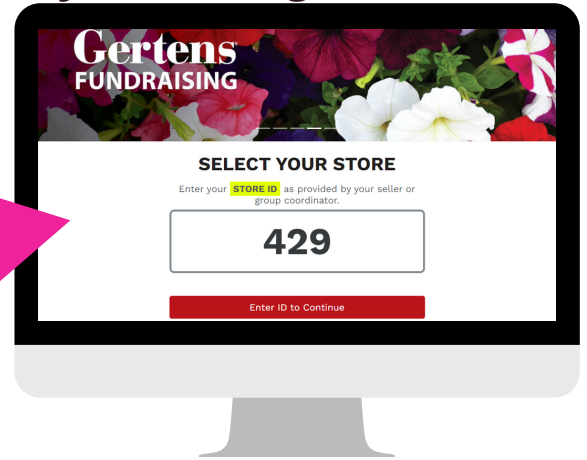 Gertens
FUNDRAISING
SELECT YOUR STORE
Enter your STORE ID as provided by your seller or
group coordinator.
429
Enter ID to Continue